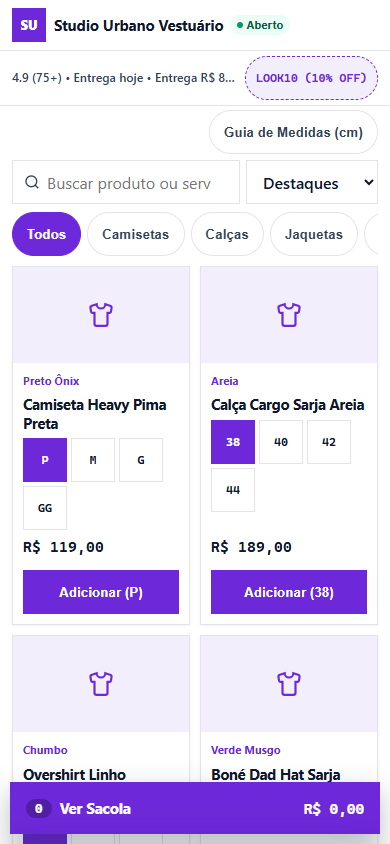 SU Studio Urbano Vestuário Aberto
4.9 (75+) • Entrega hoje • Entrega R$ 8... LOOK10 (10% OFF)
Guia de Medidas (cm)
Buscar produto ou serv Destaques
Todos Camisetas Calças Jaquetas
Preto Ônix
Camiseta Heavy Pima
Preta
P M G
GG
R$ 119,00
Adicionar (P)
Areia
Calça Cargo Sarja Areia
38 40 42
44
R$ 189,00
Adicionar (38)
Chumbo
Overshirt Linho
Verde Musgo
Boné Dad Hat Sarja
0 Ver Sacola R$ 0,00